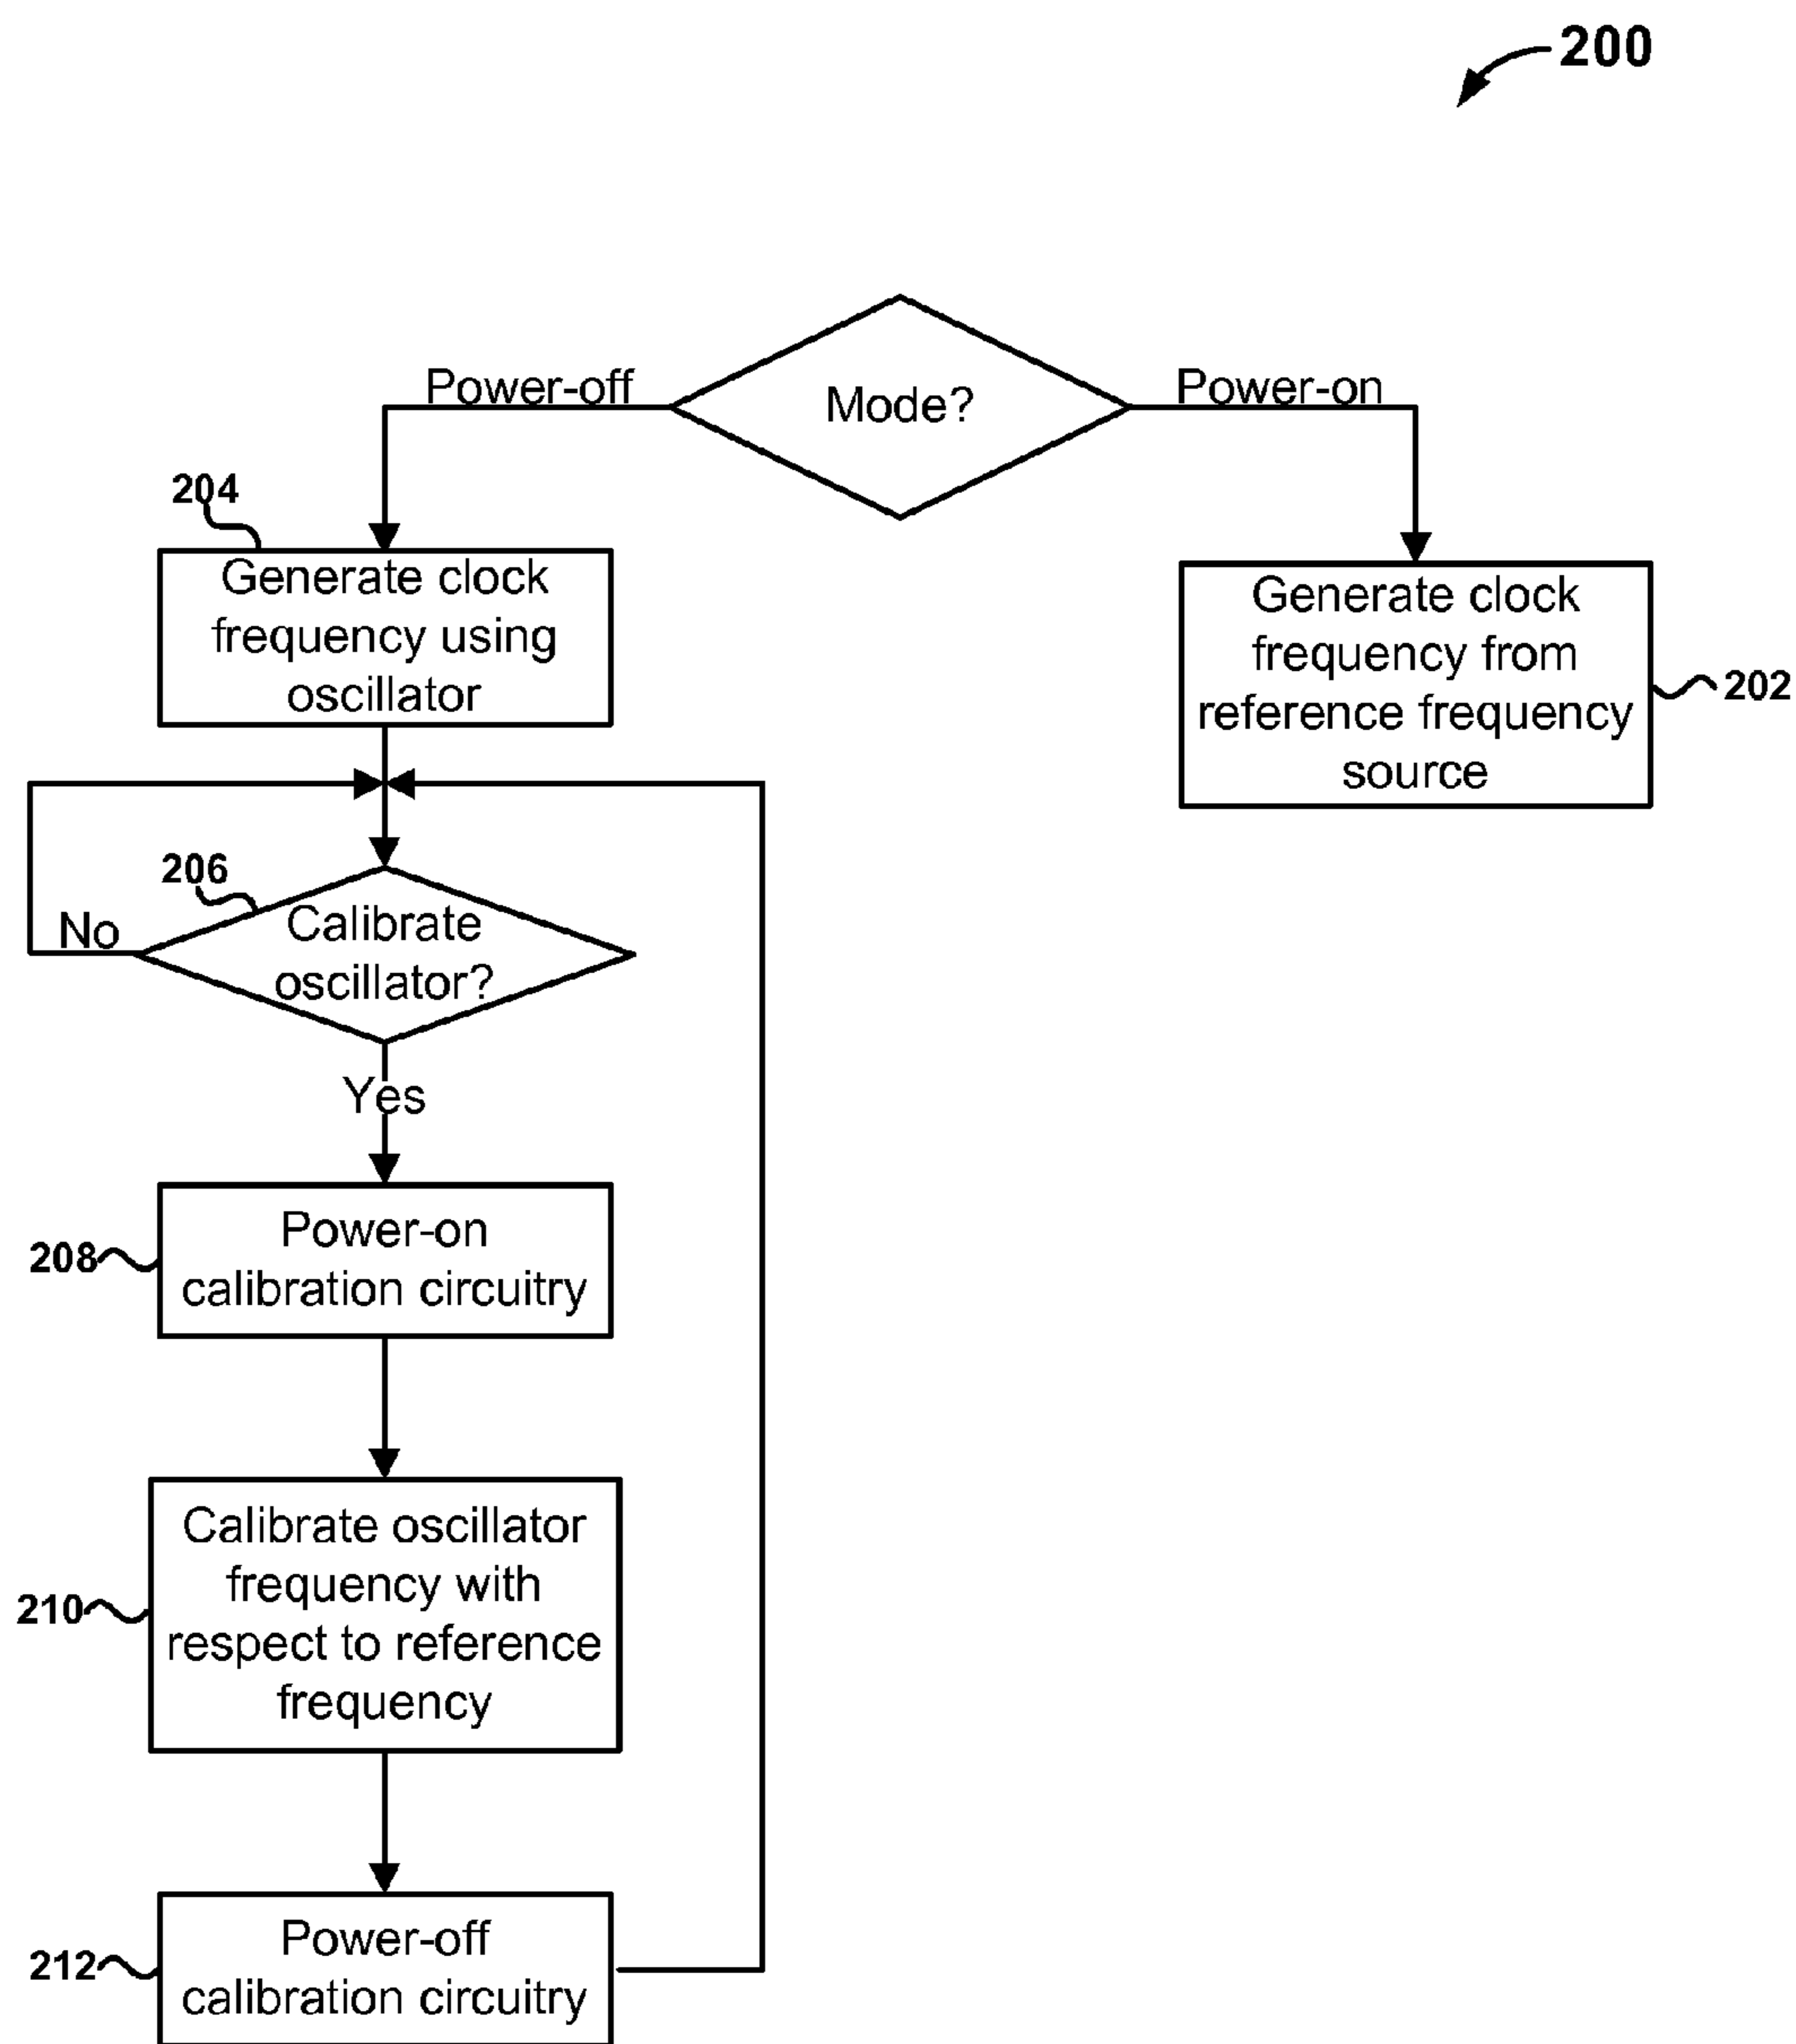 200
Mode?
Power-off
Power-on
204
Generate clock
frequency using
oscillator
Generate clock
frequency from
reference frequency
source
202
206
Calibrate
oscillator?
No
Yes
208
Power-on
calibration circuitry
210
Calibrate oscillator
frequency with
respect to reference
frequency
212
Power-off
calibration circuitry